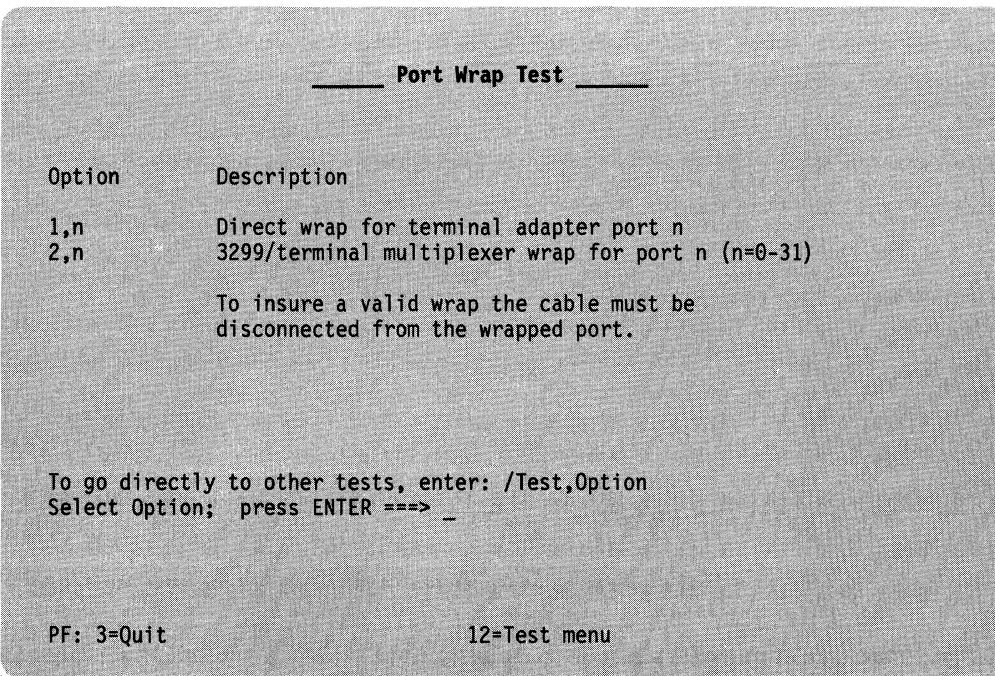 ______ Port Wrap Test ______
Option Description
1,n Direct wrap for terminal adapter port n
2,n 3299/terminal multiplexer wrap for port n (n=0-31)
To insure a valid wrap the cable must be
disconnected from the wrapped port.
To go directly to other tests, enter: /Test,Option
Select Option; press ENTER ===> _
PF: 3=Quit 12=Test menu